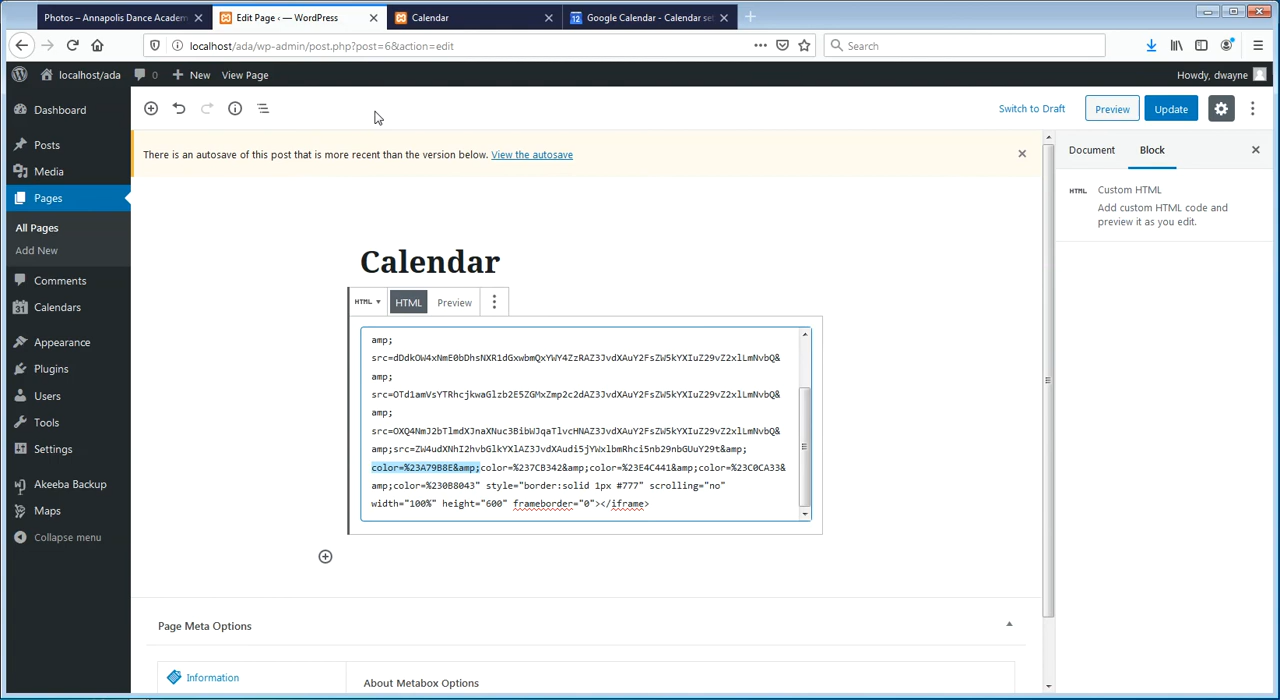 Photos – Annapolis Dance Academ
Edit Page ‹ — WordPress
Calendar
Google Calendar - Calendar set
localhost/ada/wp-admin/post.php?post=6&action=edit
Search
localhost/ada
0
New
View Page
Howdy, dwayne
Dashboard
Posts
Media
Pages
All Pages
Add New
Comments
Calendars
Appearance
Plugins
Users
Tools
Settings
Akeeba Backup
Maps
Collapse menu
Switch to Draft
Preview
Update
There is an autosave of this post that is more recent than the version below. View the autosave
Calendar
HTML
HTML
Preview
amp;
src=dDdkOW4xNmE0bDhsNXR1dGxwbmQxYWY4ZzRAZ3JvdXAuY2FsZW5kYXIuZ29vZ2xlLmNvbQ&
amp;
src=OTd1amVsYTRhcjkwaGlzb2E5ZGMxZmp2c2dAZ3JvdXAuY2FsZW5kYXIuZ29vZ2xlLmNvbQ&
amp;
src=OXQ4NmJ2bTlmdXJnaXNuc3BibWJqaTlvcHNAZ3JvdXAuY2FsZW5kYXIuZ29vZ2xlLmNvbQ&
amp;src=ZW4udXNhI2hvbGlkYXlAZ3JvdXAudi5jYWxlbmRhci5nb29nbGUuY29t&amp;
color=%23A79B8E&amp;color=%237CB342&amp;color=%23E4C441&amp;color=%23C0CA33&
amp;color=%230B8043" style="border:solid 1px #777" scrolling="no"
width="100%" height="600" frameborder="0"></iframe>
Page Meta Options
Information
About Metabox Options
Document
Block
HTML
Custom HTML
Add custom HTML code and
preview it as you edit.